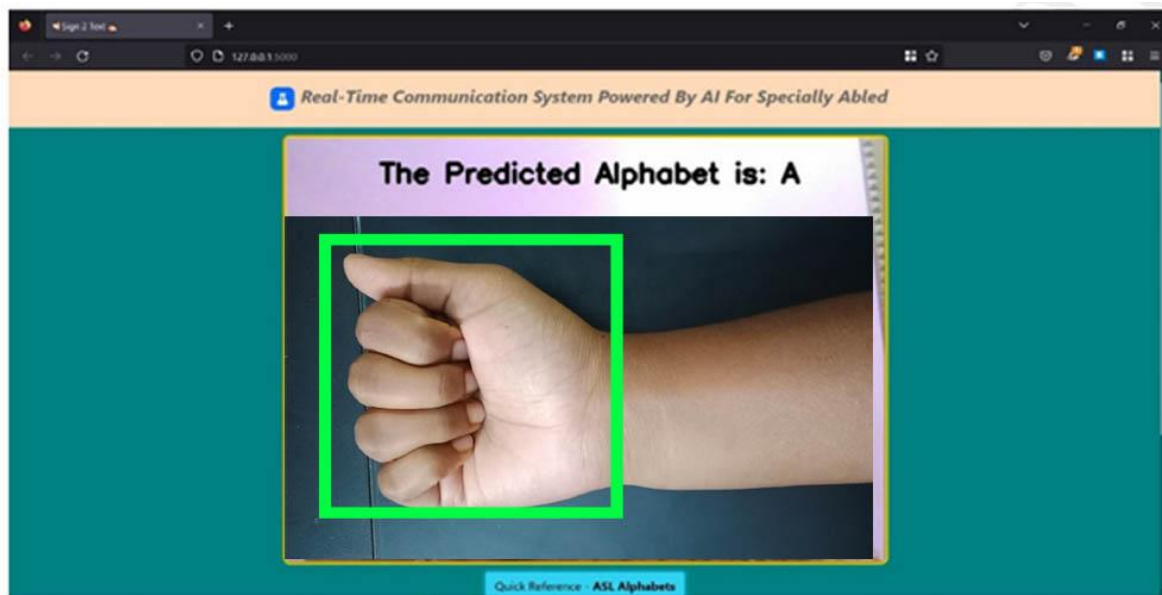 Sign 2 Text
127.0.0.1:5000
Real-Time Communication System Powered By AI For Specially Abled
The Predicted Alphabet is: A
Quick Reference - ASL Alphabets